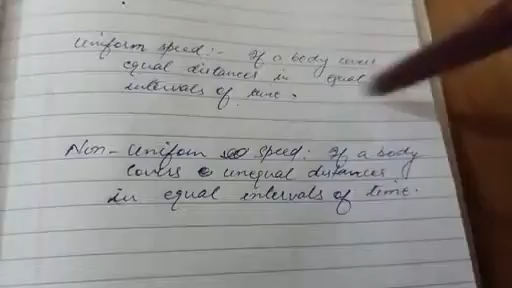 Uniform speed:- If a body covers
equal distances in equal
intervals of time.
Non-Uniform speed: If a body
covers unequal distances
in equal intervals of time.